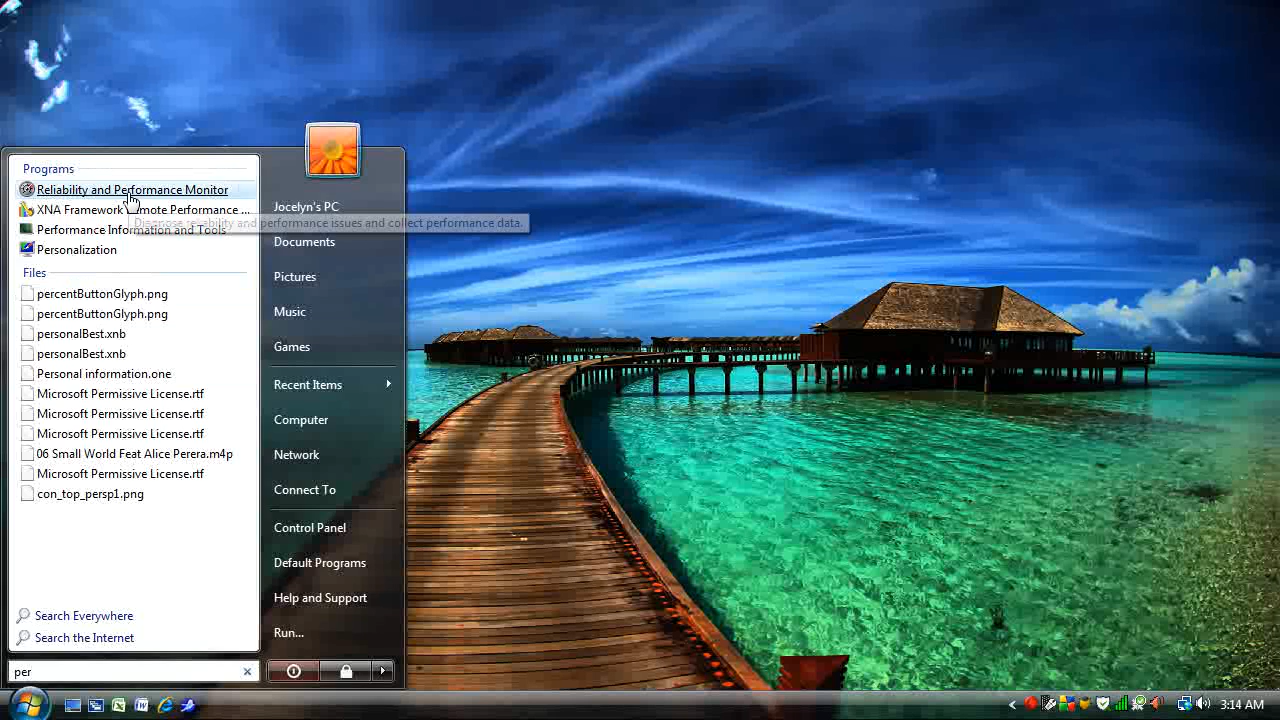 Programs
Reliability and Performance Monitor
XNA Framework Remote Performance ...
Diagnose reliability and performance issues and collect performance data.
Performance Information and Tools
Personalization
Files
percentButtonGlyph.png
percentButtonGlyph.png
personalBest.xnb
personalBest.xnb
Personal information.one
Microsoft Permissive License.rtf
Microsoft Permissive License.rtf
Microsoft Permissive License.rtf
06 Small World Feat Alice Perera.m4p
Microsoft Permissive License.rtf
con_top_persp1.png
Search Everywhere
Search the Internet
per
Jocelyn's PC
Documents
Pictures
Music
Games
Recent Items
Computer
Network
Connect To
Control Panel
Default Programs
Help and Support
Run...
3:14 AM